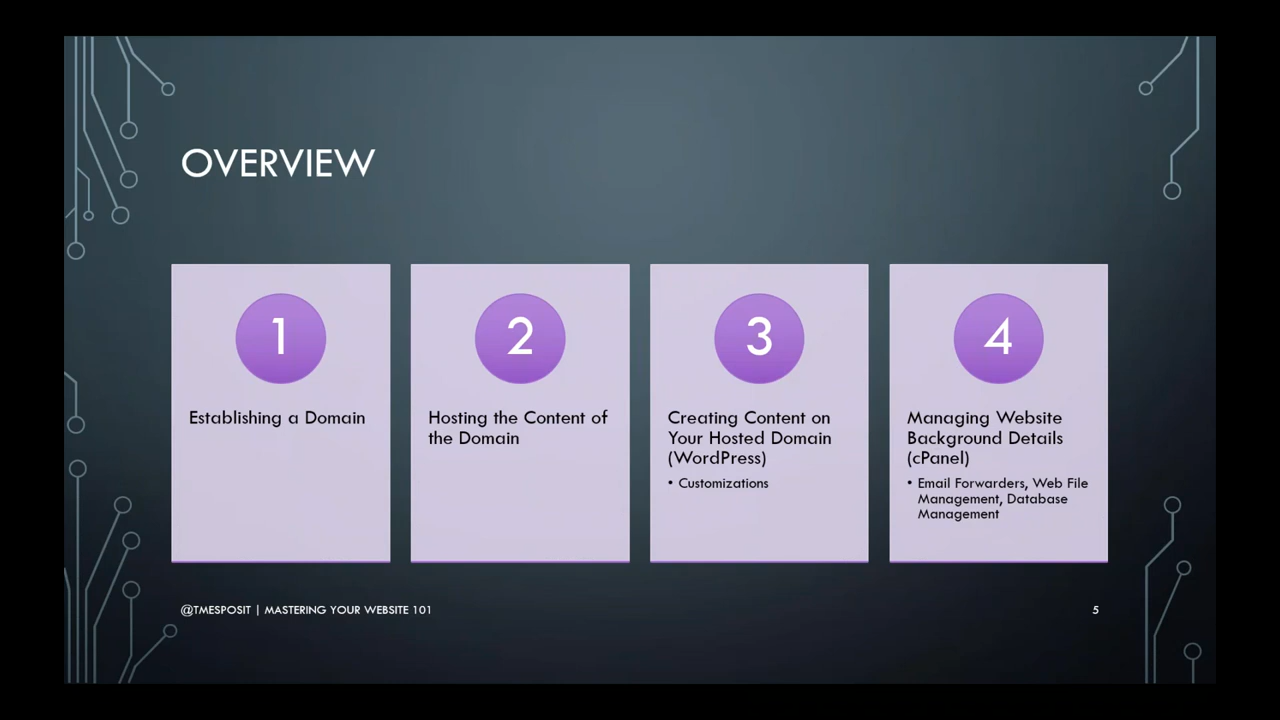 OVERVIEW
1
Establishing a Domain
2
Hosting the Content of
the Domain
3
Creating Content on
Your Hosted Domain
(WordPress)
• Customizations
4
Managing Website
Background Details
(cPanel)
• Email Forwarders, Web File
Management, Database
Management
@TMESPOSIT | MASTERING YOUR WEBSITE 101
5